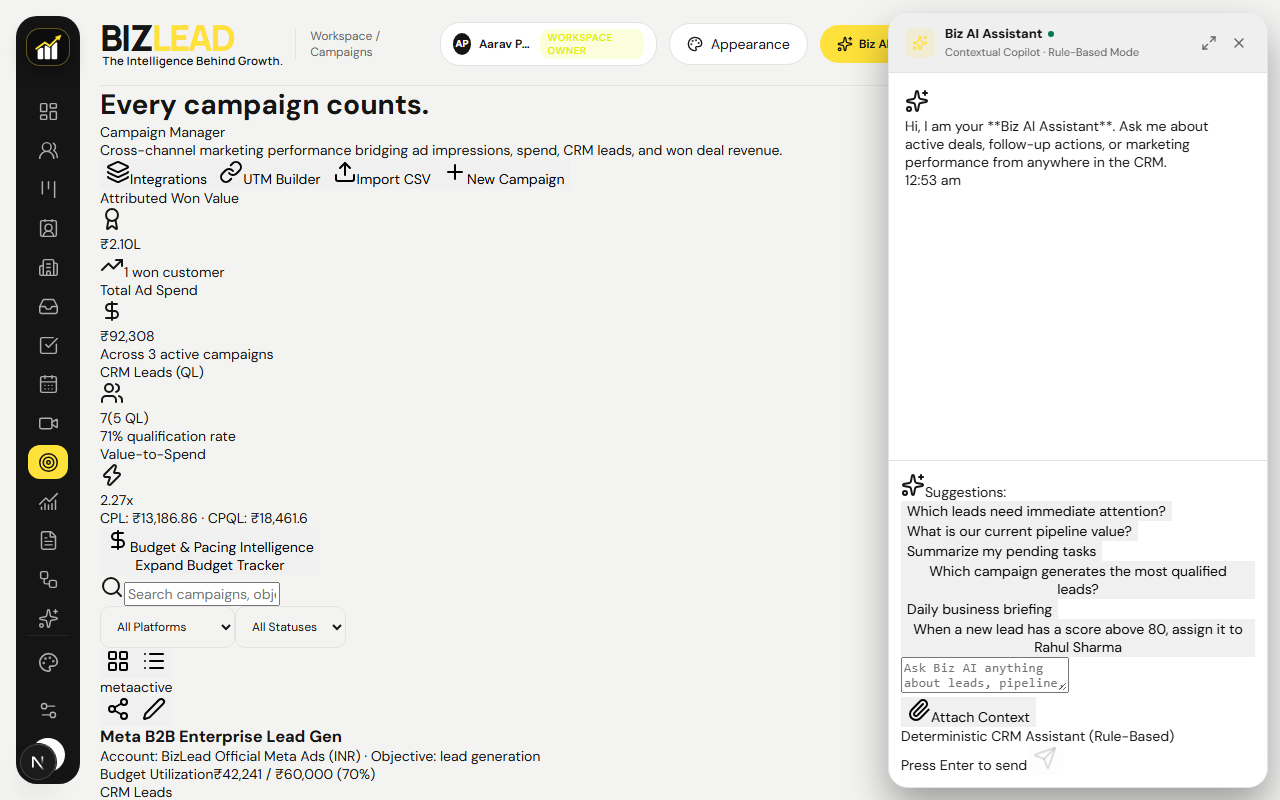 BIZLEAD
The Intelligence Behind Growth.
Workspace /
Campaigns
AP
Aarav P...
WORKSPACE
OWNER
Appearance
Biz AI
Every campaign counts.
Campaign Manager
Cross-channel marketing performance bridging ad impressions, spend, CRM leads, and won deal revenue.
Integrations
UTM Builder
Import CSV
New Campaign
Attributed Won Value
₹2.10L
1 won customer
Total Ad Spend
₹92,308
Across 3 active campaigns
CRM Leads (QL)
7(5 QL)
71% qualification rate
Value-to-Spend
2.27x
CPL: ₹13,186.86 · CPQL: ₹18,461.6
Budget & Pacing Intelligence
Expand Budget Tracker
Search campaigns, obj
All Platforms
All Statuses
metaactive
Meta B2B Enterprise Lead Gen
Account: BizLead Official Meta Ads (INR) · Objective: lead generation
Budget Utilization₹42,241 / ₹60,000 (70%)
CRM Leads
N
Biz AI Assistant
Contextual Copilot · Rule-Based Mode
Hi, I am your **Biz AI Assistant**. Ask me about
active deals, follow-up actions, or marketing
performance from anywhere in the CRM.
12:53 am
Suggestions:
Which leads need immediate attention?
What is our current pipeline value?
Summarize my pending tasks
Which campaign generates the most qualified
leads?
Daily business briefing
When a new lead has a score above 80, assign it to
Rahul Sharma
Ask Biz AI anything
about leads, pipeline,
Attach Context
Deterministic CRM Assistant (Rule-Based)
Press Enter to send